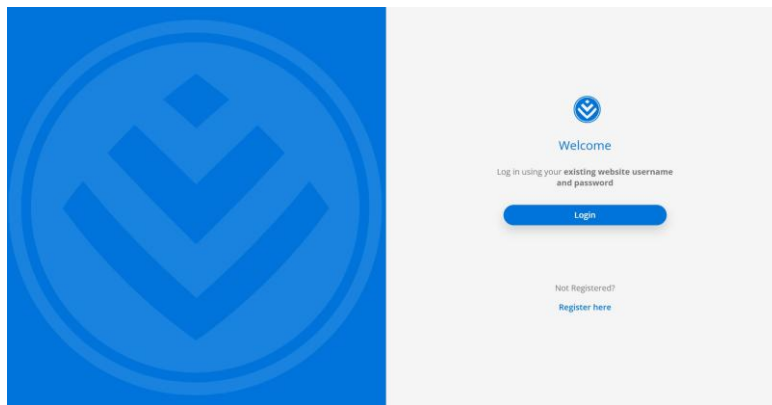 Welcome
Log in using your existing website username
and password
Login
Not Registered?
Register here